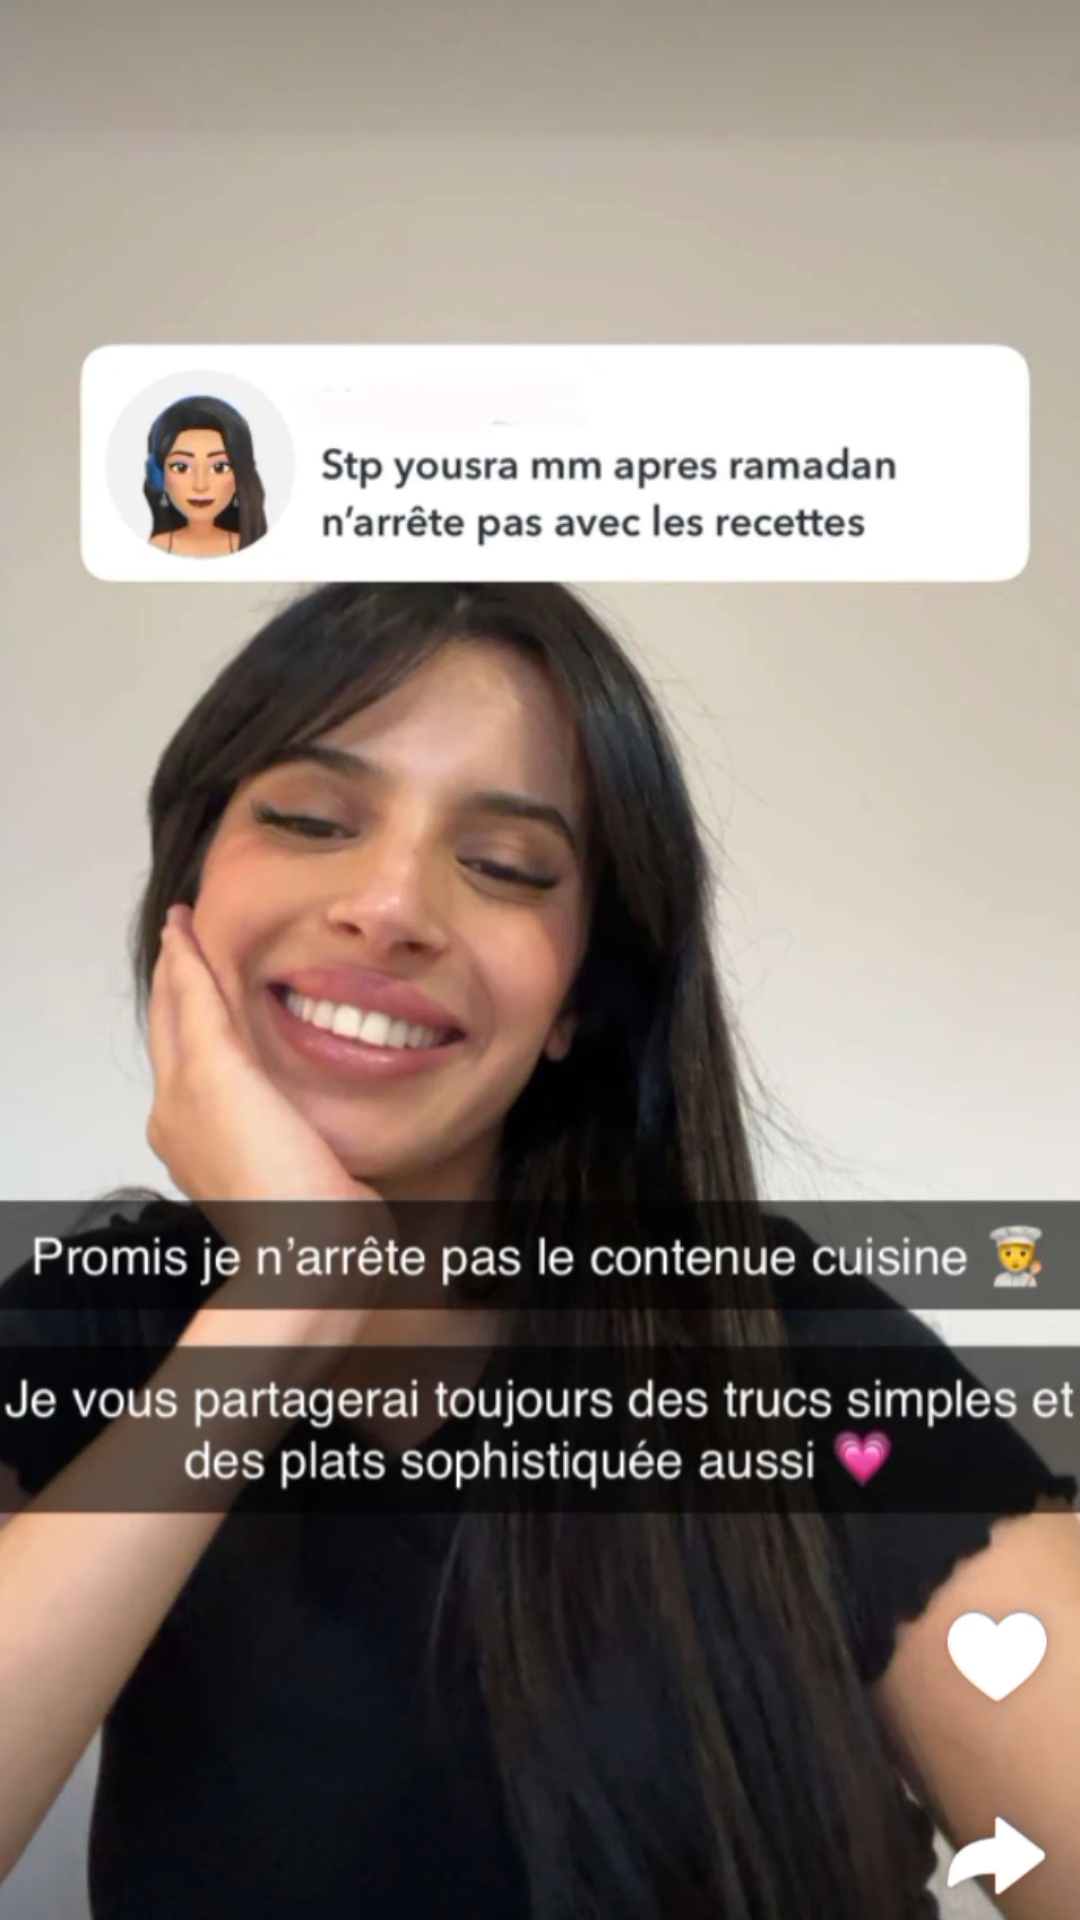 Stp yousra mm apres ramadan
n’arrête pas avec les recettes
Promis je n’arrête pas le contenue cuisine 🧑‍🍳
Je vous partagerai toujours des trucs simples et
des plats sophistiquée aussi 💗